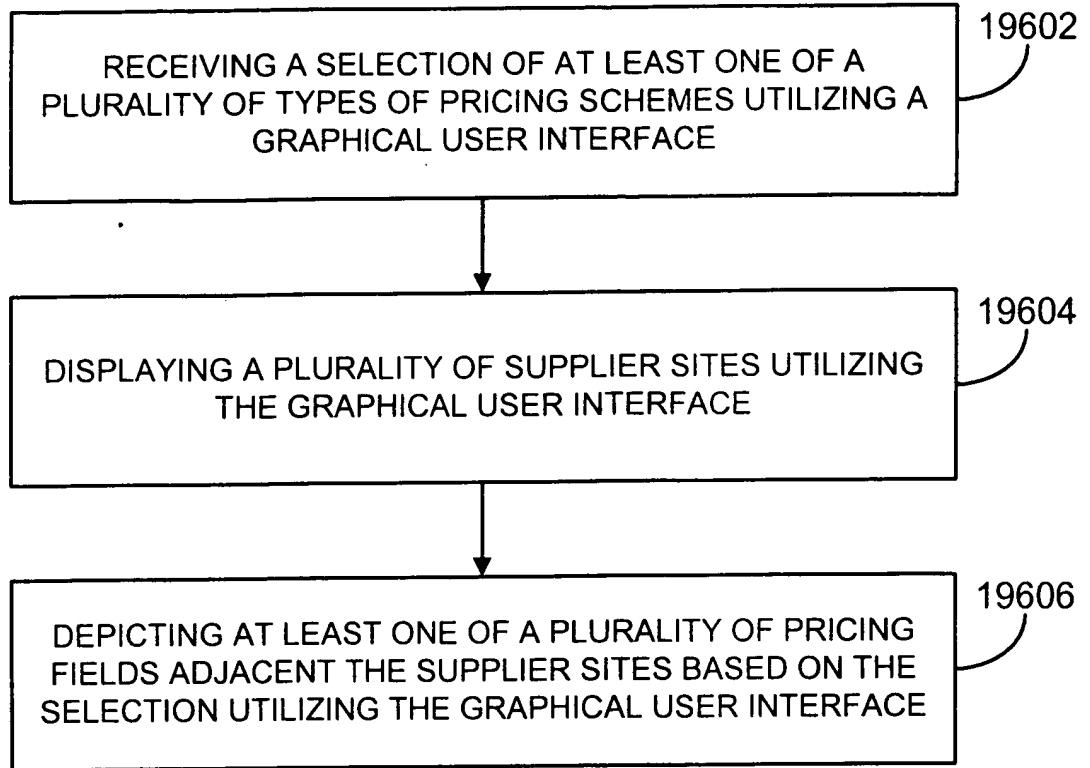 19602
RECEIVING A SELECTION OF AT LEAST ONE OF A
PLURALITY OF TYPES OF PRICING SCHEMES UTILIZING A
GRAPHICAL USER INTERFACE
19604
DISPLAYING A PLURALITY OF SUPPLIER SITES UTILIZING
THE GRAPHICAL USER INTERFACE
19606
DEPICTING AT LEAST ONE OF A PLURALITY OF PRICING
FIELDS ADJACENT THE SUPPLIER SITES BASED ON THE
SELECTION UTILIZING THE GRAPHICAL USER INTERFACE